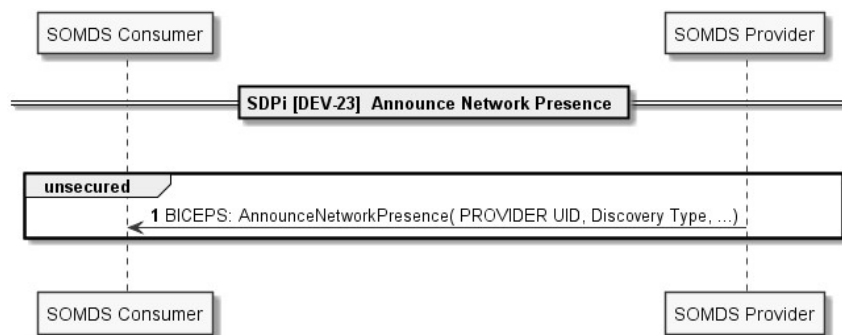 SOMDS Consumer
SOMDS Provider
SDPi [DEV-23] Announce Network Presence
unsecured
1 BICEPS: AnnounceNetworkPresence( PROVIDER UID, Discovery Type, ...)
SOMDS Consumer
SOMDS Provider